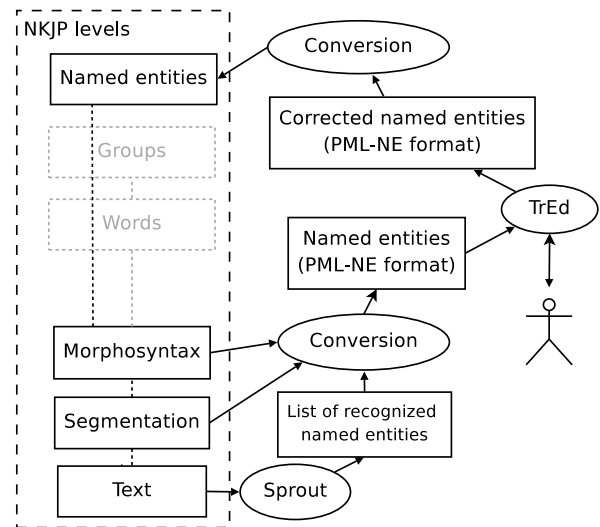 NKJP levels
Conversion
Named entities
Corrected named entities
(PML-NE format)
Groups
TrEd
Words
Named entities
(PML-NE format)
Morphosyntax
Conversion
Segmentation
List of recognized
named entities
Text
Sprout